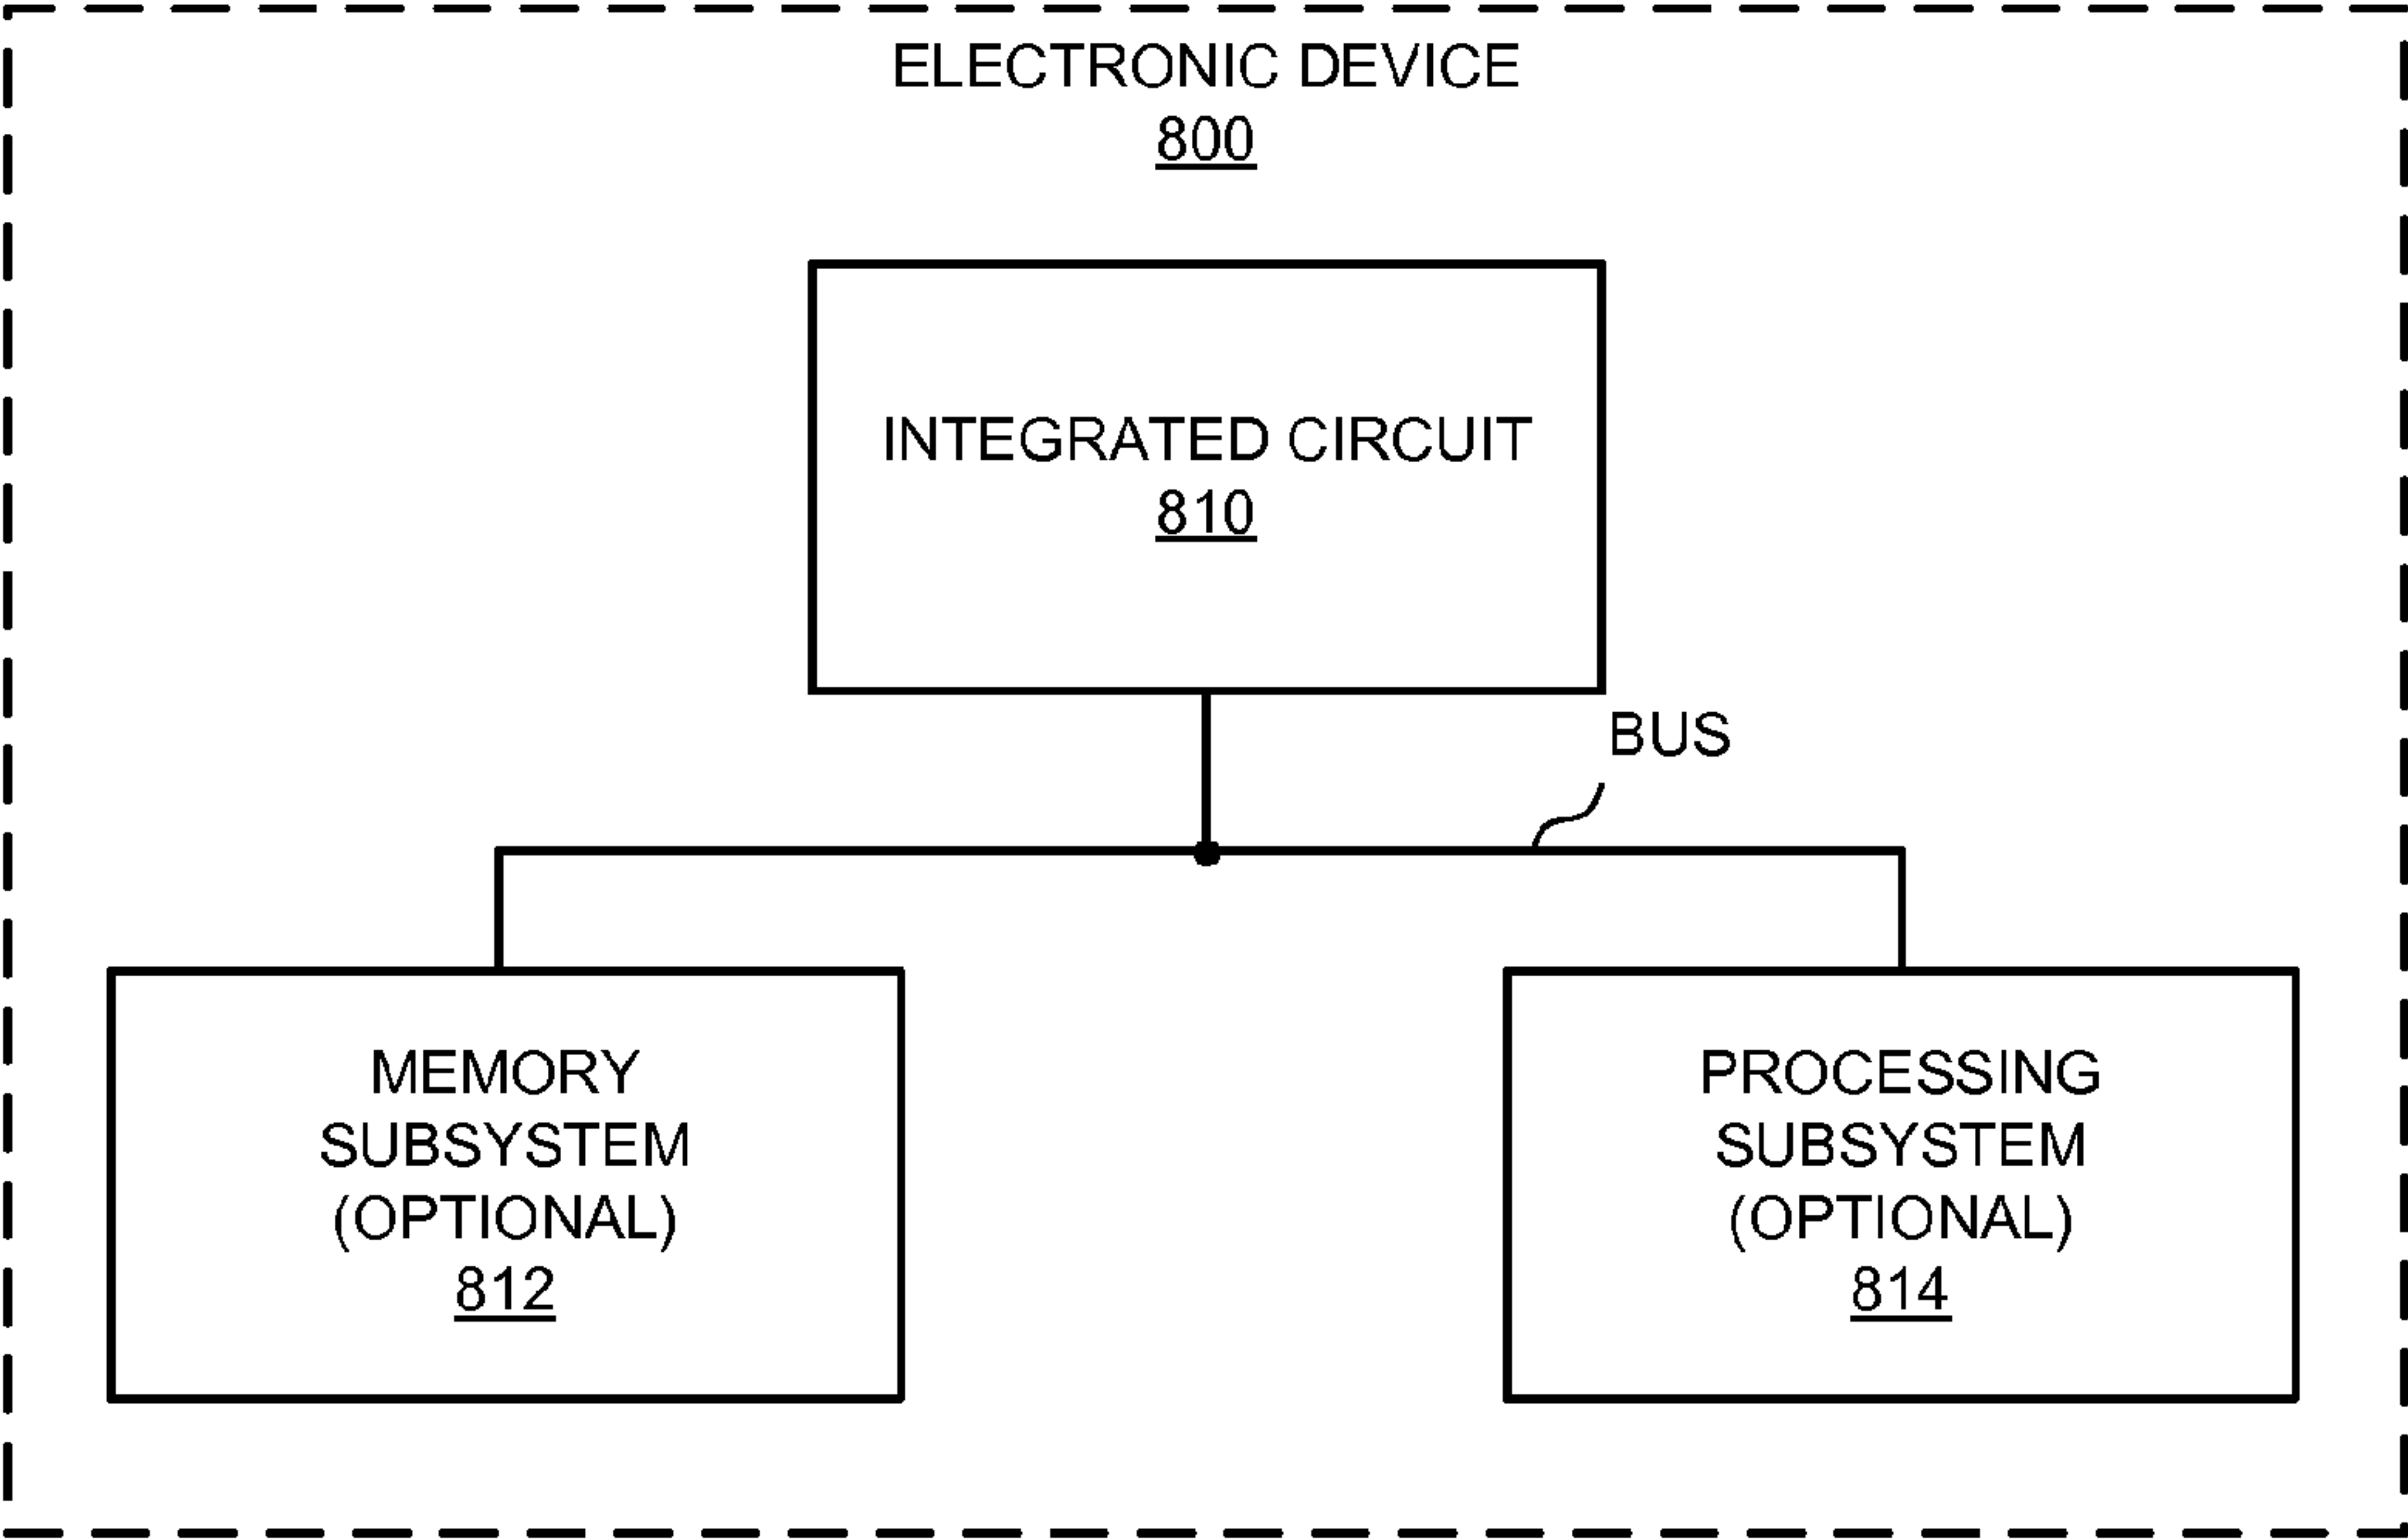 ELECTRONIC DEVICE
800
INTEGRATED CIRCUIT
810
BUS
MEMORY
SUBSYSTEM
(OPTIONAL)
812
PROCESSING
SUBSYSTEM
(OPTIONAL)
814